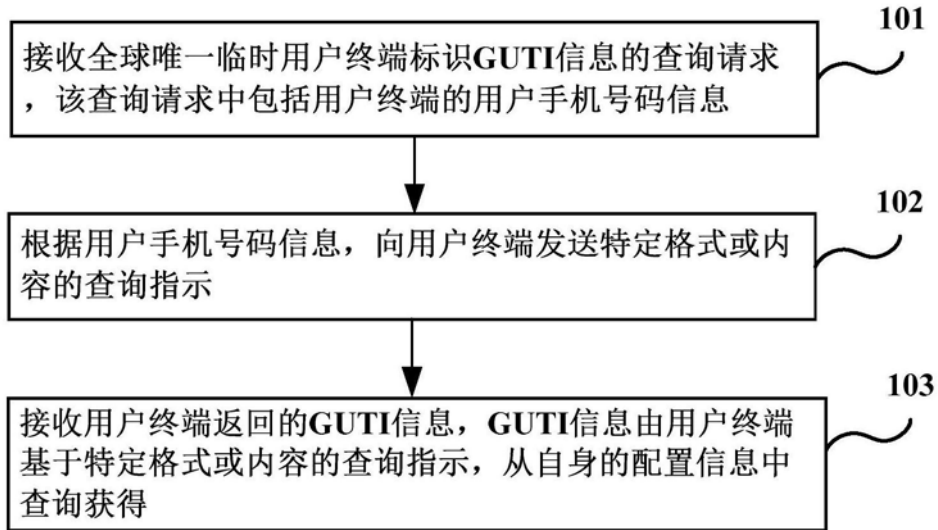 101
接收全球唯一临时用户终端标识GUTI信息的查询请求
，该查询请求中包括用户终端的用户手机号码信息
102
根据用户手机号码信息，向用户终端发送特定格式或内
容的查询指示
103
接收用户终端返回的GUTI信息，GUTI信息由用户终端
基于特定格式或内容的查询指示，从自身的配置信息中
查询获得